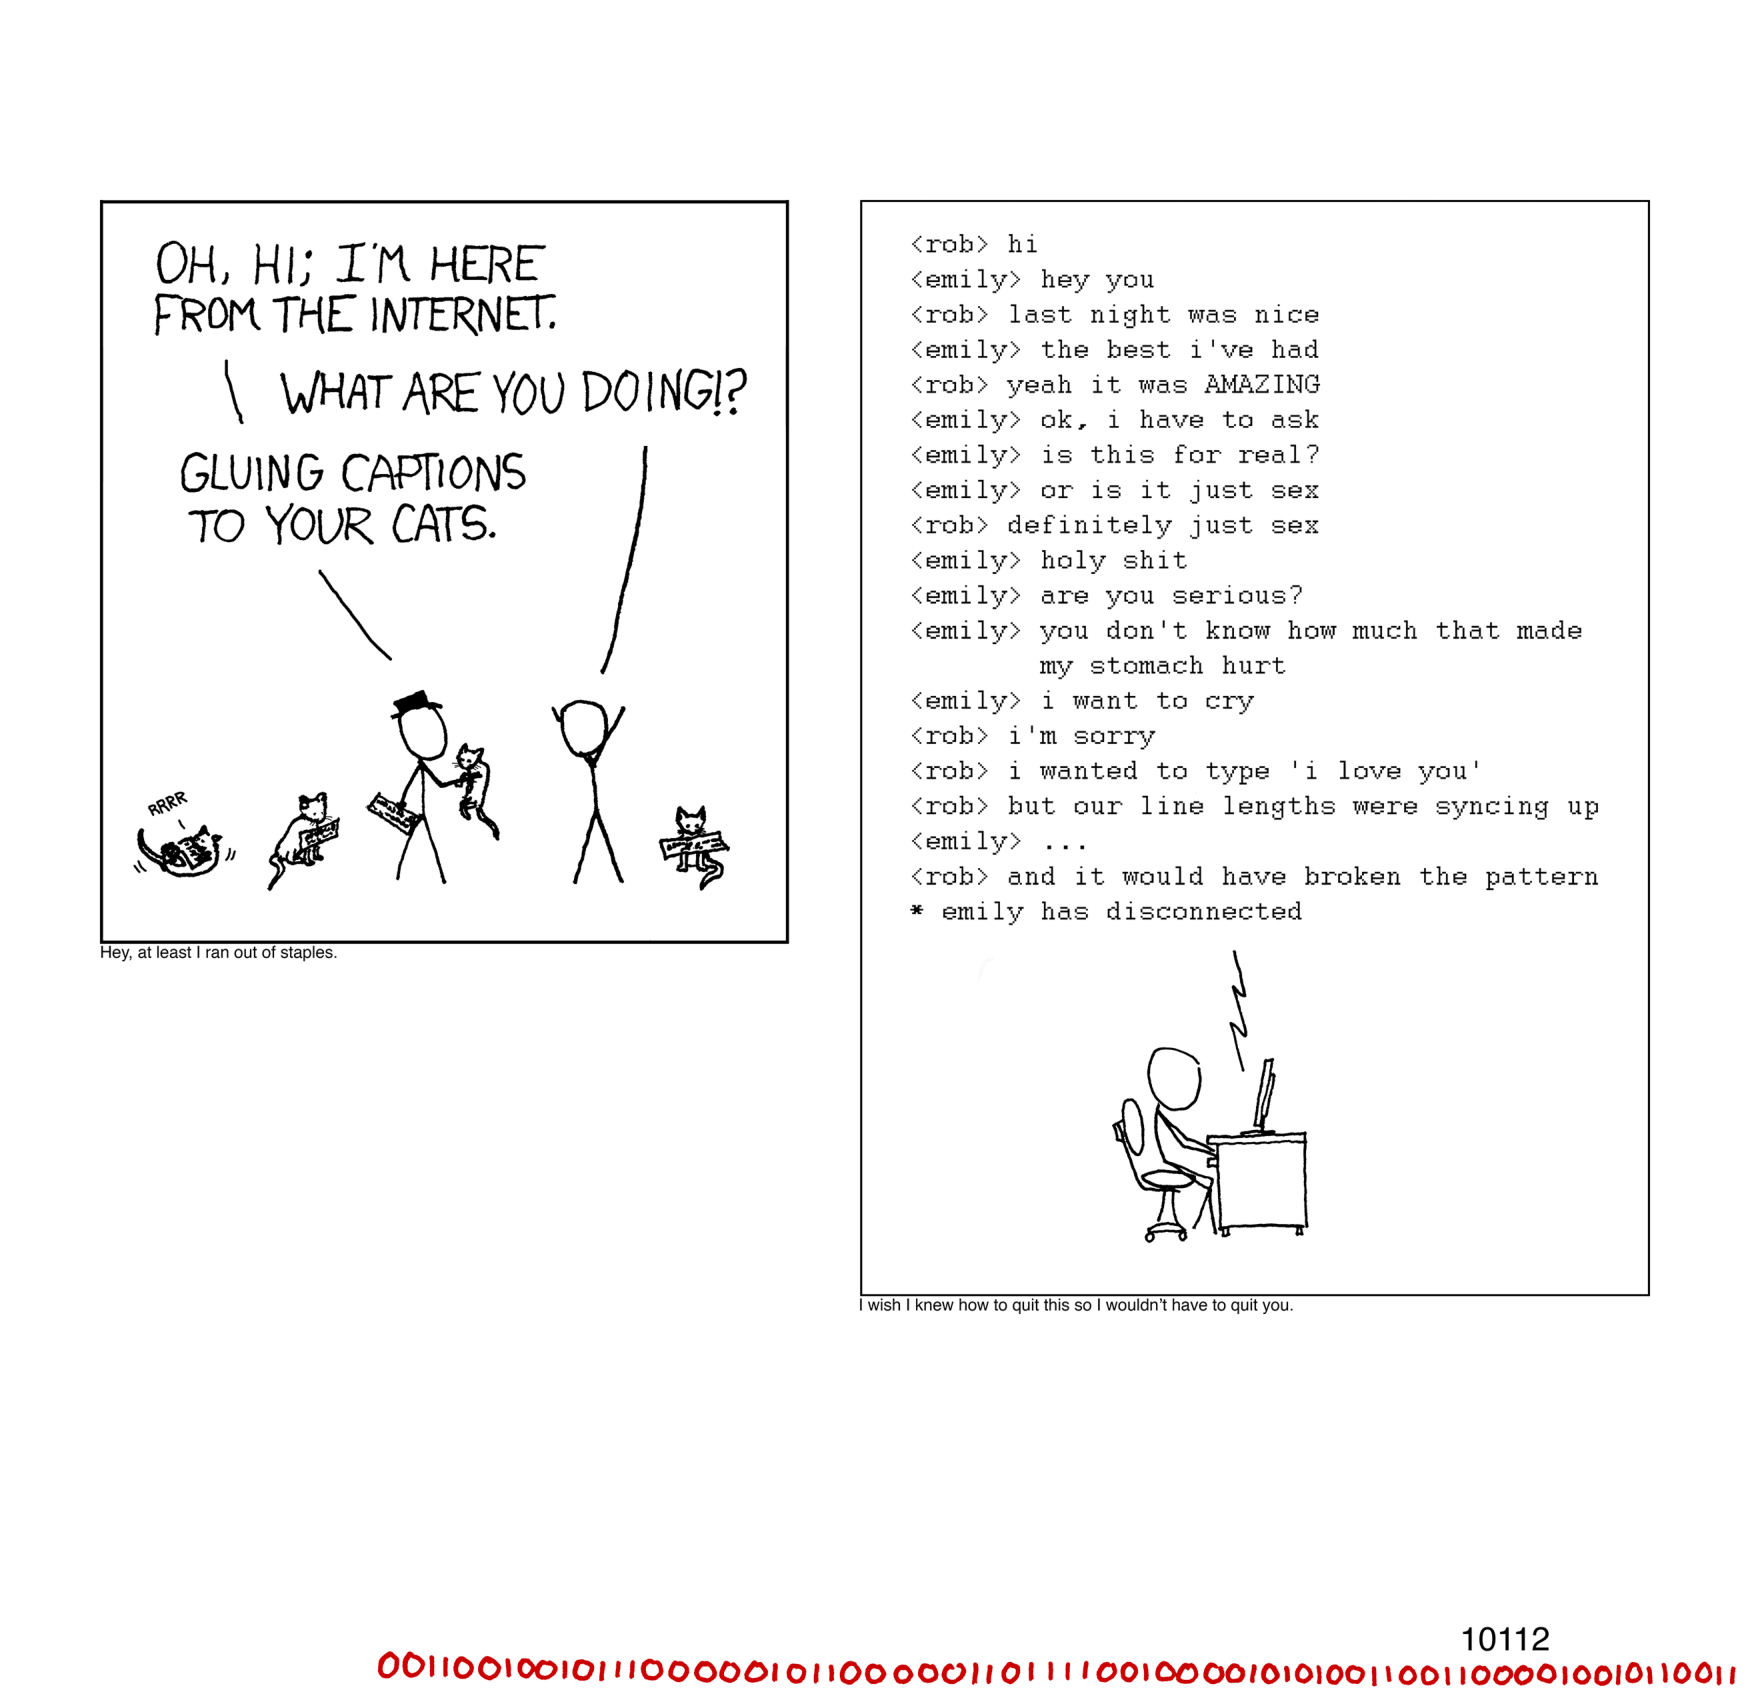 OH, HI; I'M HERE
FROM THE INTERNET.
WHAT ARE YOU DOING!?
GLUING CAPTIONS
TO YOUR CATS.
RRRR
Hey, at least I ran out of staples.
<rob> hi
<emily> hey you
<rob> last night was nice
<emily> the best i've had
<rob> yeah it was AMAZING
<emily> ok, i have to ask
<emily> is this for real?
<emily> or is it just sex
<rob> definitely just sex
<emily> holy shit
<emily> are you serious?
<emily> you don't know how much that made
my stomach hurt
<emily> i want to cry
<rob> i'm sorry
<rob> i wanted to type 'i love you'
<rob> but our line lengths were syncing up
<emily> ...
<rob> and it would have broken the pattern
* emily has disconnected
I wish I knew how to quit this so I wouldn't have to quit you.
10112